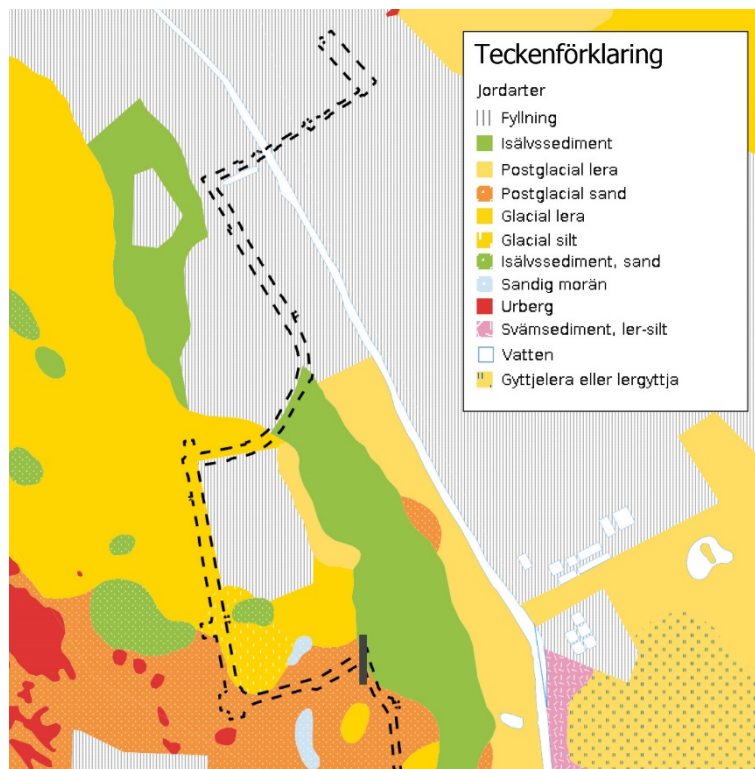 Teckenförklaring
Jordarter
Fyllning
Isälvssediment
Postglacial lera
Postglacial sand
Glacial lera
Glacial silt
Isälvssediment, sand
Sandig morän
Urberg
Svämsediment, ler-silt
Vatten
Gyttjelera eller lergyttja